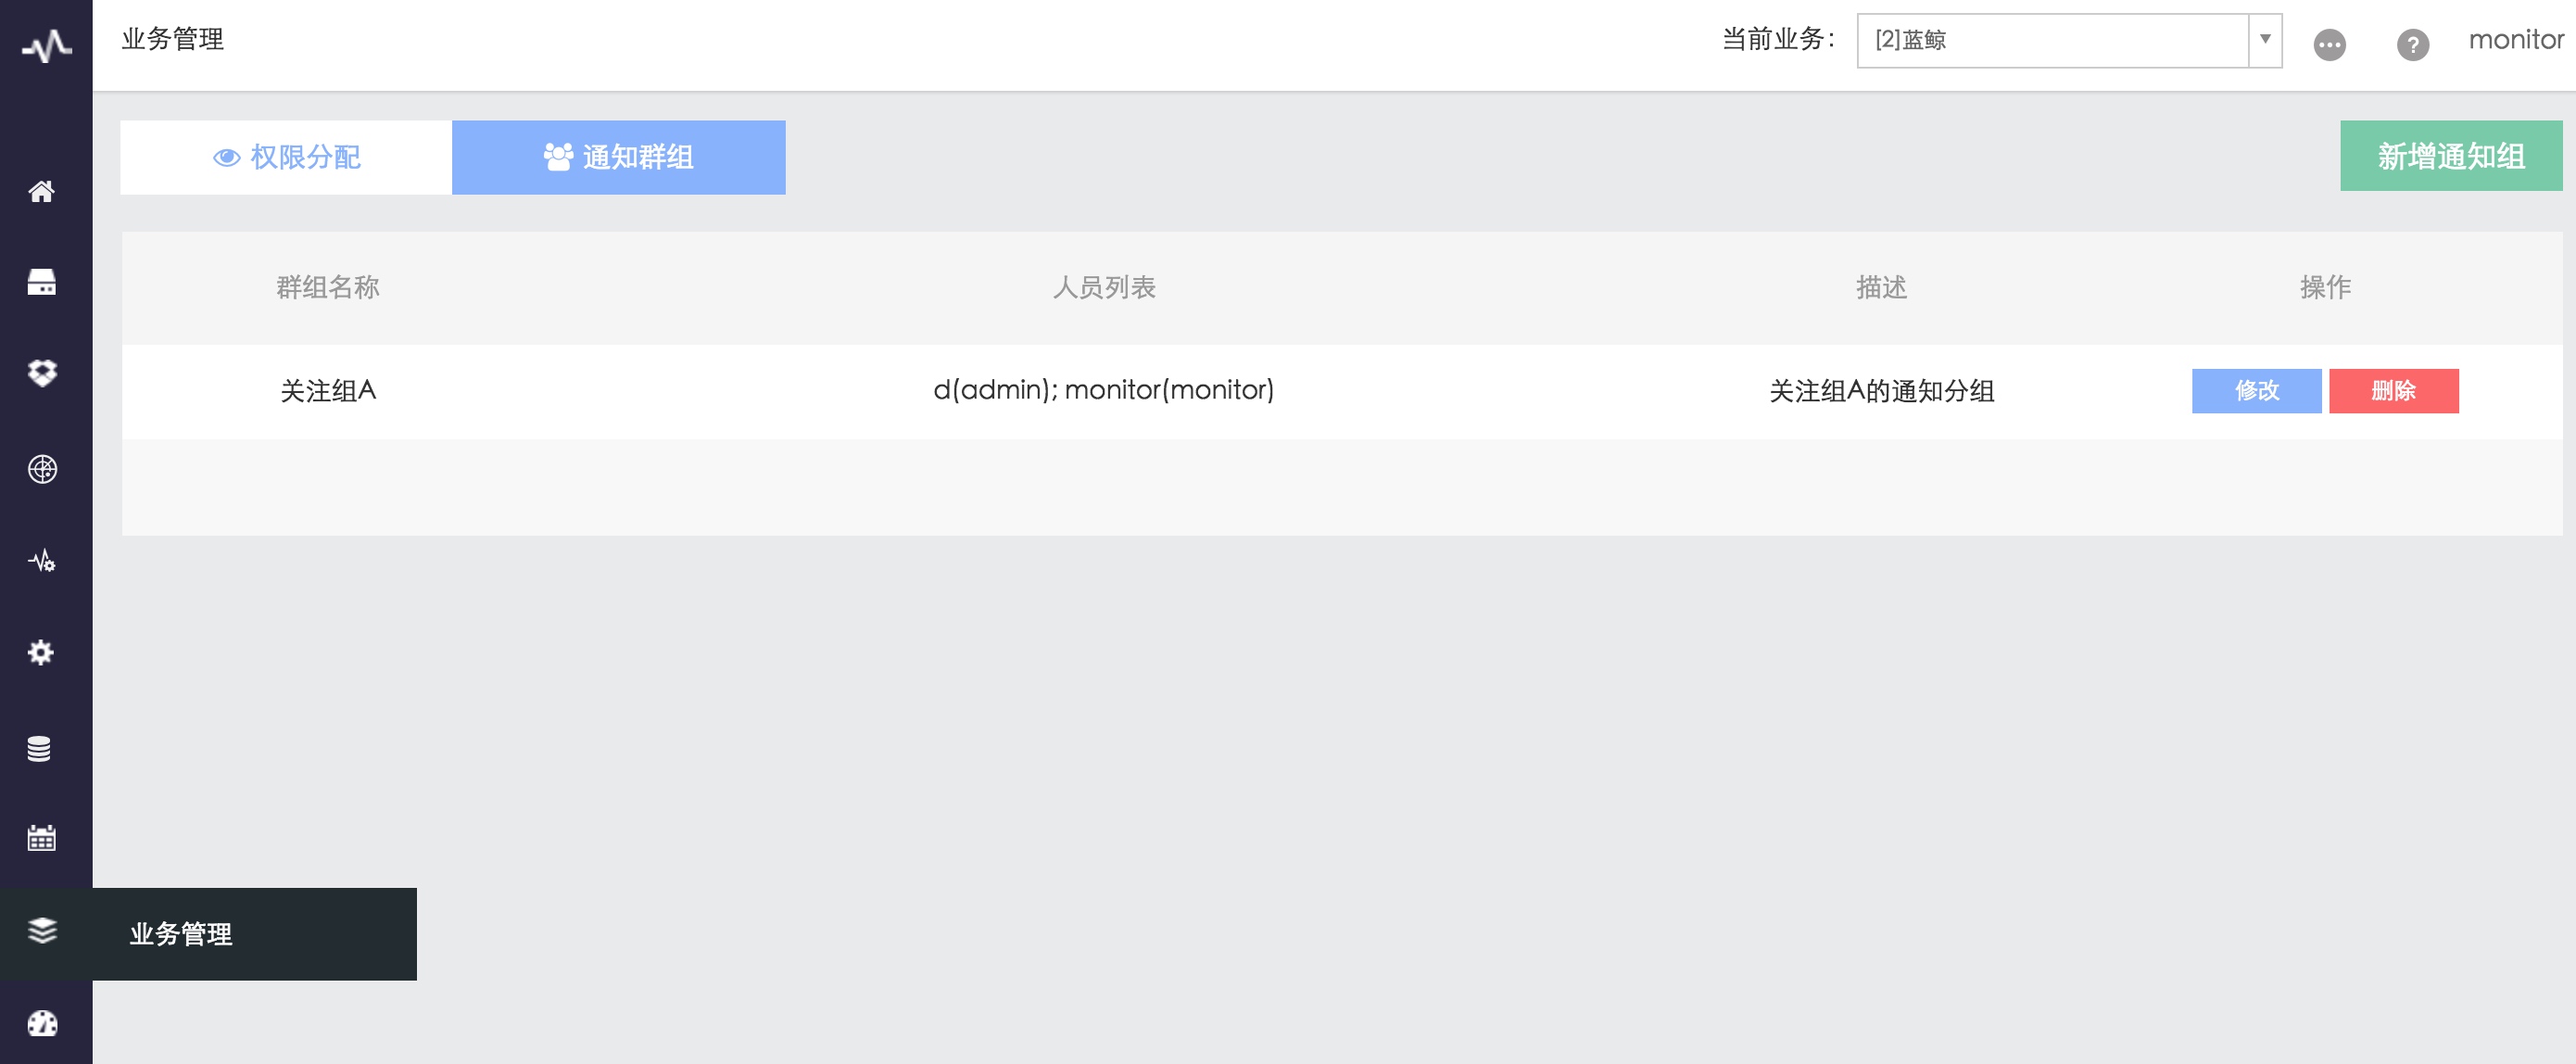 业务管理
当前业务：
[2]蓝鲸
monitor
权限分配
通知群组
新增通知组
群组名称
人员列表
描述
操作
关注组A
d(admin); monitor(monitor)
关注组A的通知分组
修改
删除
业务管理